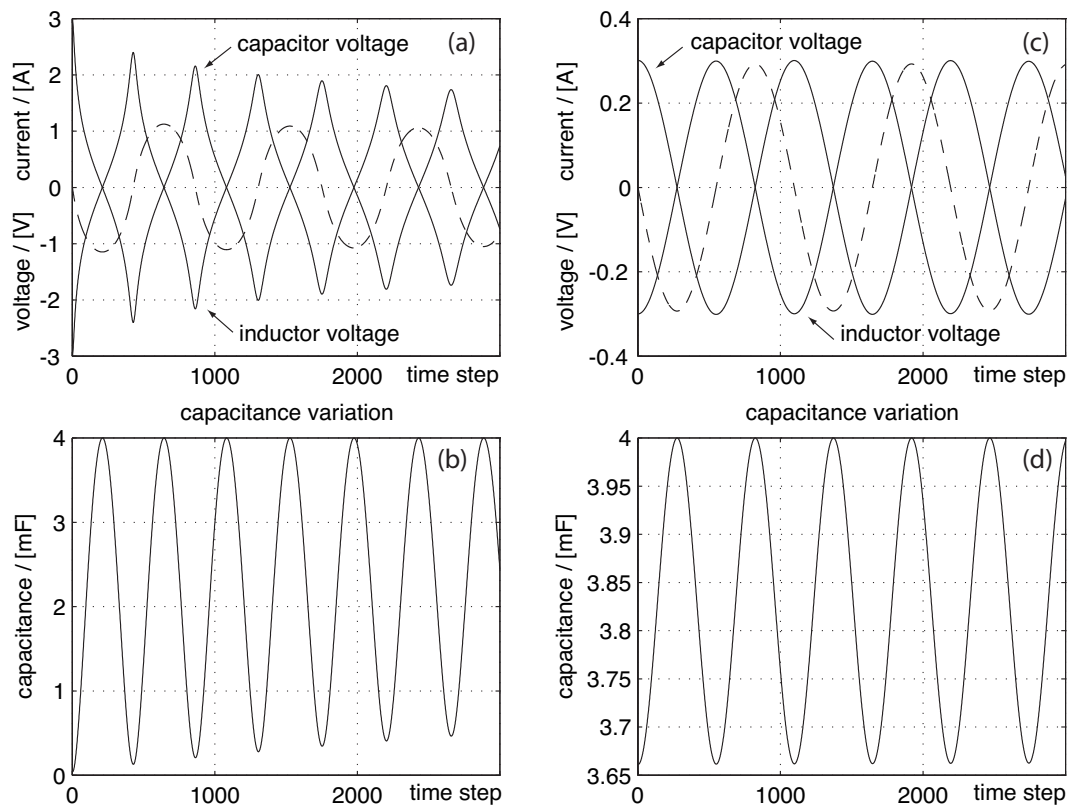 3
2
1
0
-1
-2
-3
voltage / [V]
current / [A]
capacitor voltage
(a)
inductor voltage
0
1000
2000
time step
0.4
0.2
0
-0.2
-0.4
voltage / [V]
current / [A]
capacitor voltage
(c)
inductor voltage
0
1000
2000
time step
capacitance variation
4
3
2
1
0
capacitance / [mF]
(b)
0
1000
2000
time step
capacitance variation
4
3.95
3.9
3.85
3.8
3.75
3.7
3.65
capacitance / [mF]
(d)
0
1000
2000
time step